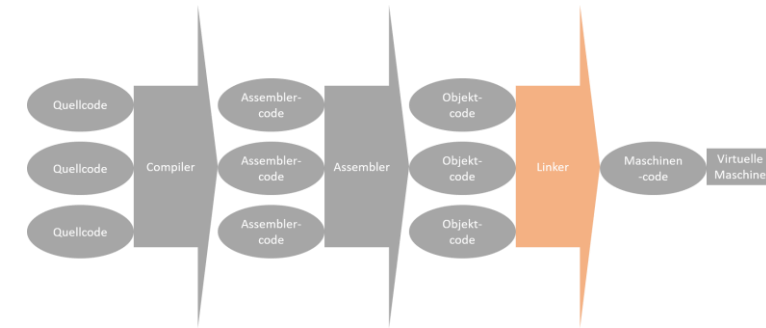 Quellcode
Quellcode
Quellcode
Compiler
Assembler-
code
Assembler-
code
Assembler-
code
Assembler
Objekt-
code
Objekt-
code
Objekt-
code
Linker
Maschinen
-code
Virtuelle
Maschine